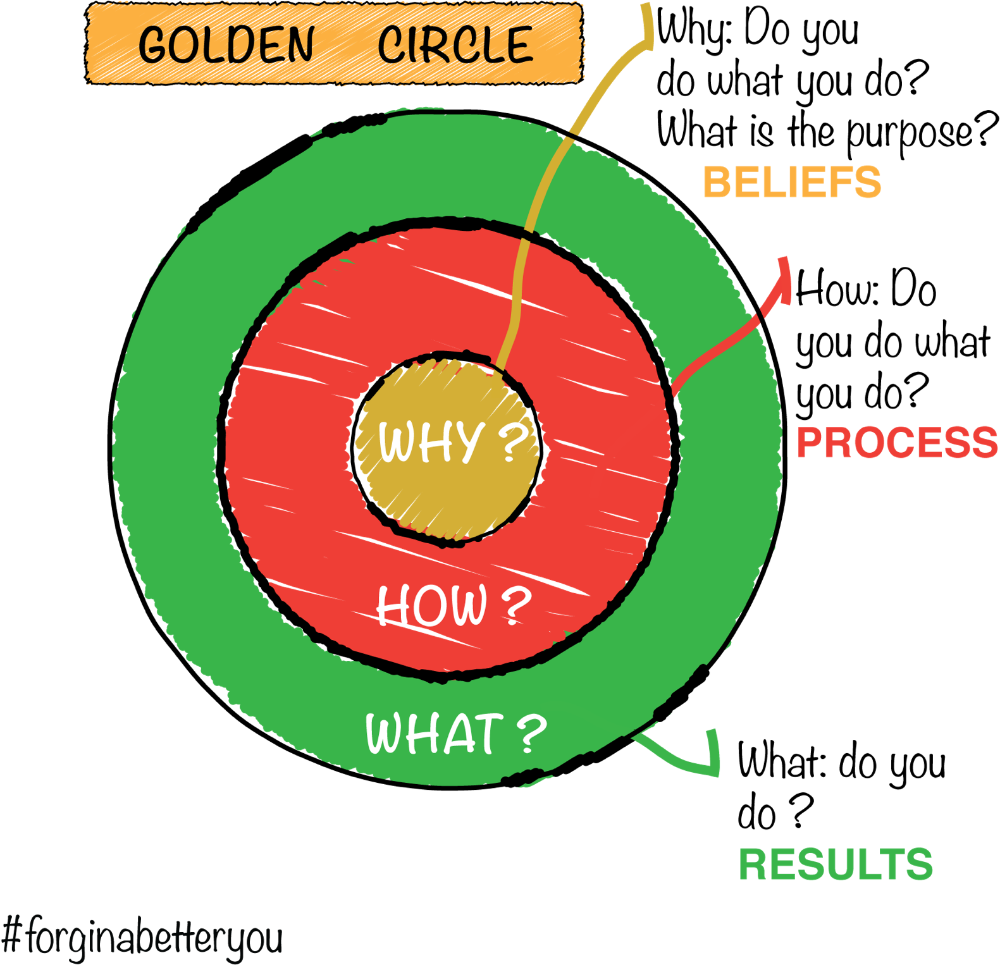 GOLDEN CIRCLE
Why: Do you
do what you do?
What is the purpose?
BELIEFS
How: Do
you do what
you do?
PROCESS
WHY ?
HOW ?
WHAT ?
What: do you
do ?
RESULTS
#forginabetteryou